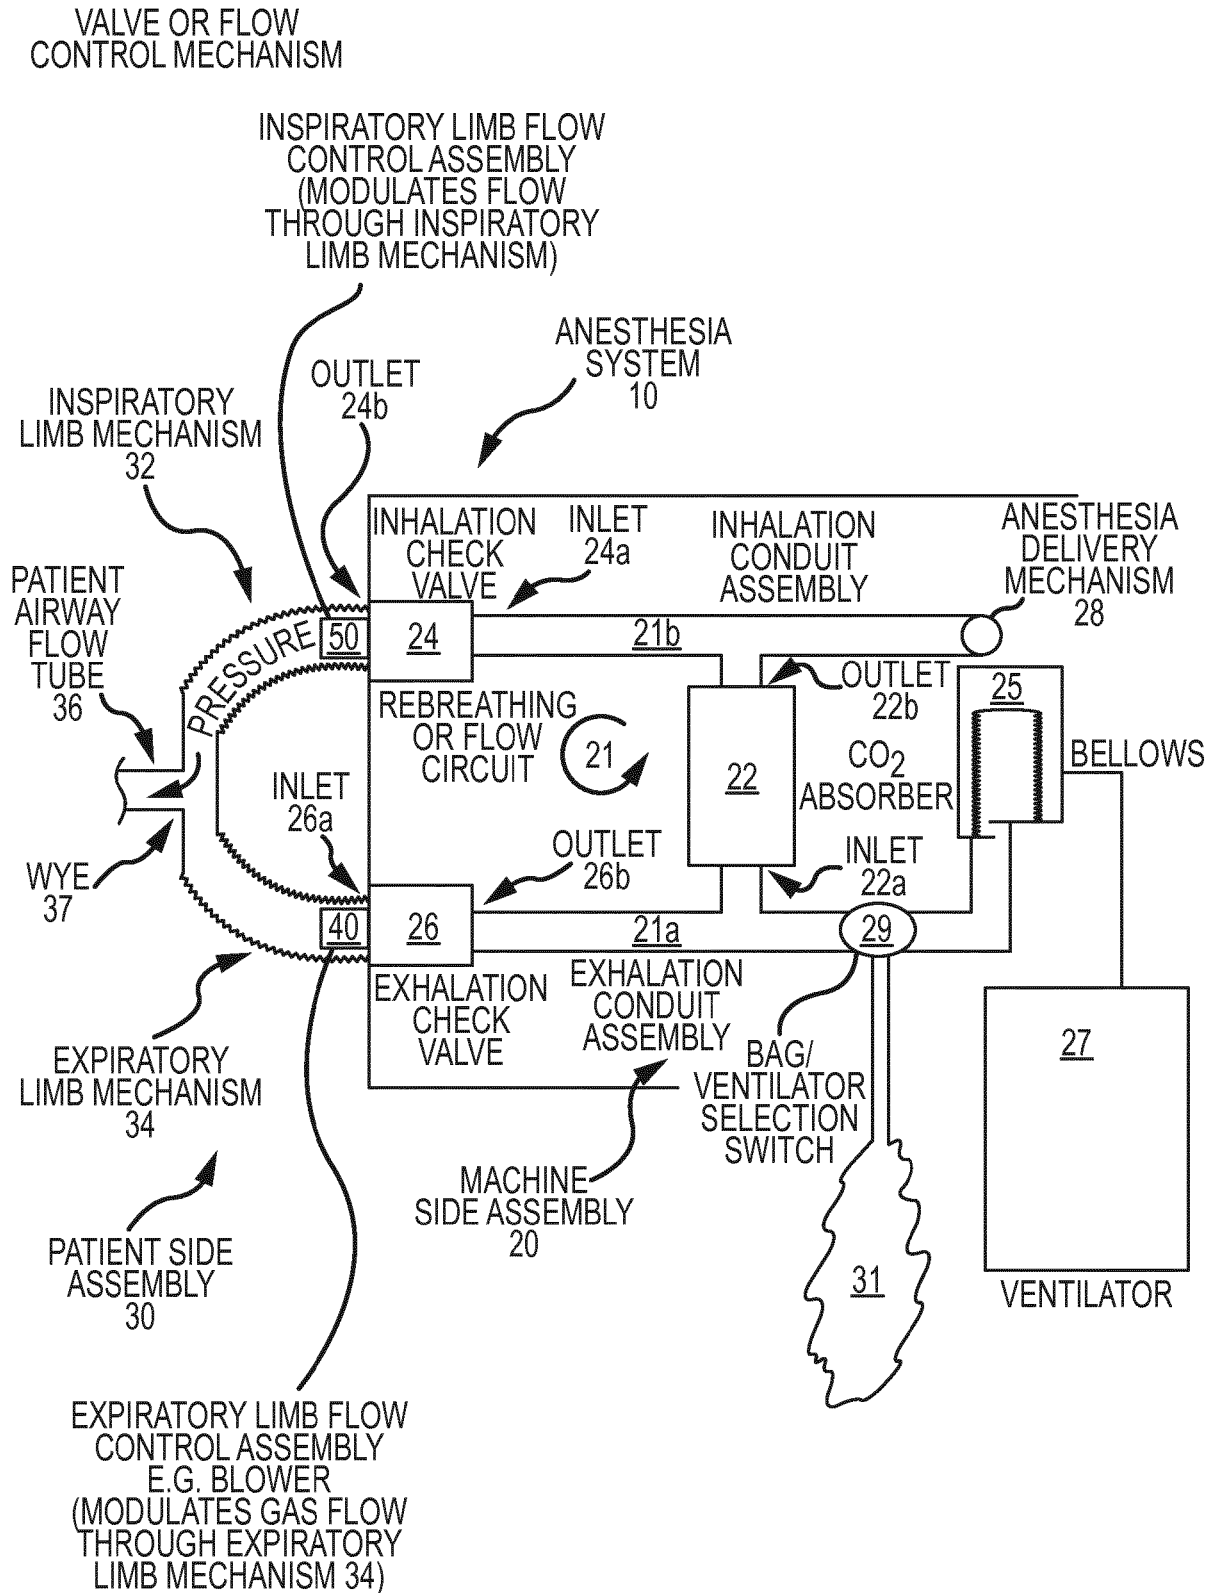 VALVE OR FLOW
CONTROL MECHANISM
INSPIRATORY LIMB FLOW
CONTROL ASSEMBLY
(MODULATES FLOW
THROUGH INSPIRATORY
LIMB MECHANISM)
ANESTHESIA
SYSTEM
10
OUTLET
24b
INSPIRATORY
LIMB MECHANISM
32
INHALATION
CHECK
VALVE
INLET
24a
INHALATION
CONDUIT
ASSEMBLY
ANESTHESIA
DELIVERY
MECHANISM
28
PATIENT
AIRWAY
FLOW
TUBE
36
PRESSURE
50
24
21b
OUTLET
22b
25
REBREATHING
OR FLOW
CIRCUIT
21
22
CO2
ABSORBER
BELLOWS
INLET
26a
OUTLET
26b
INLET
22a
WYE
37
40
26
21a
29
EXHALATION
CHECK
VALVE
EXHALATION
CONDUIT
ASSEMBLY
BAG/
VENTILATOR
SELECTION
SWITCH
27
EXPIRATORY
LIMB MECHANISM
34
MACHINE
SIDE ASSEMBLY
20
PATIENT SIDE
ASSEMBLY
30
31
VENTILATOR
EXPIRATORY LIMB FLOW
CONTROL ASSEMBLY
E.G. BLOWER
(MODULATES GAS FLOW
THROUGH EXPIRATORY
LIMB MECHANISM 34)